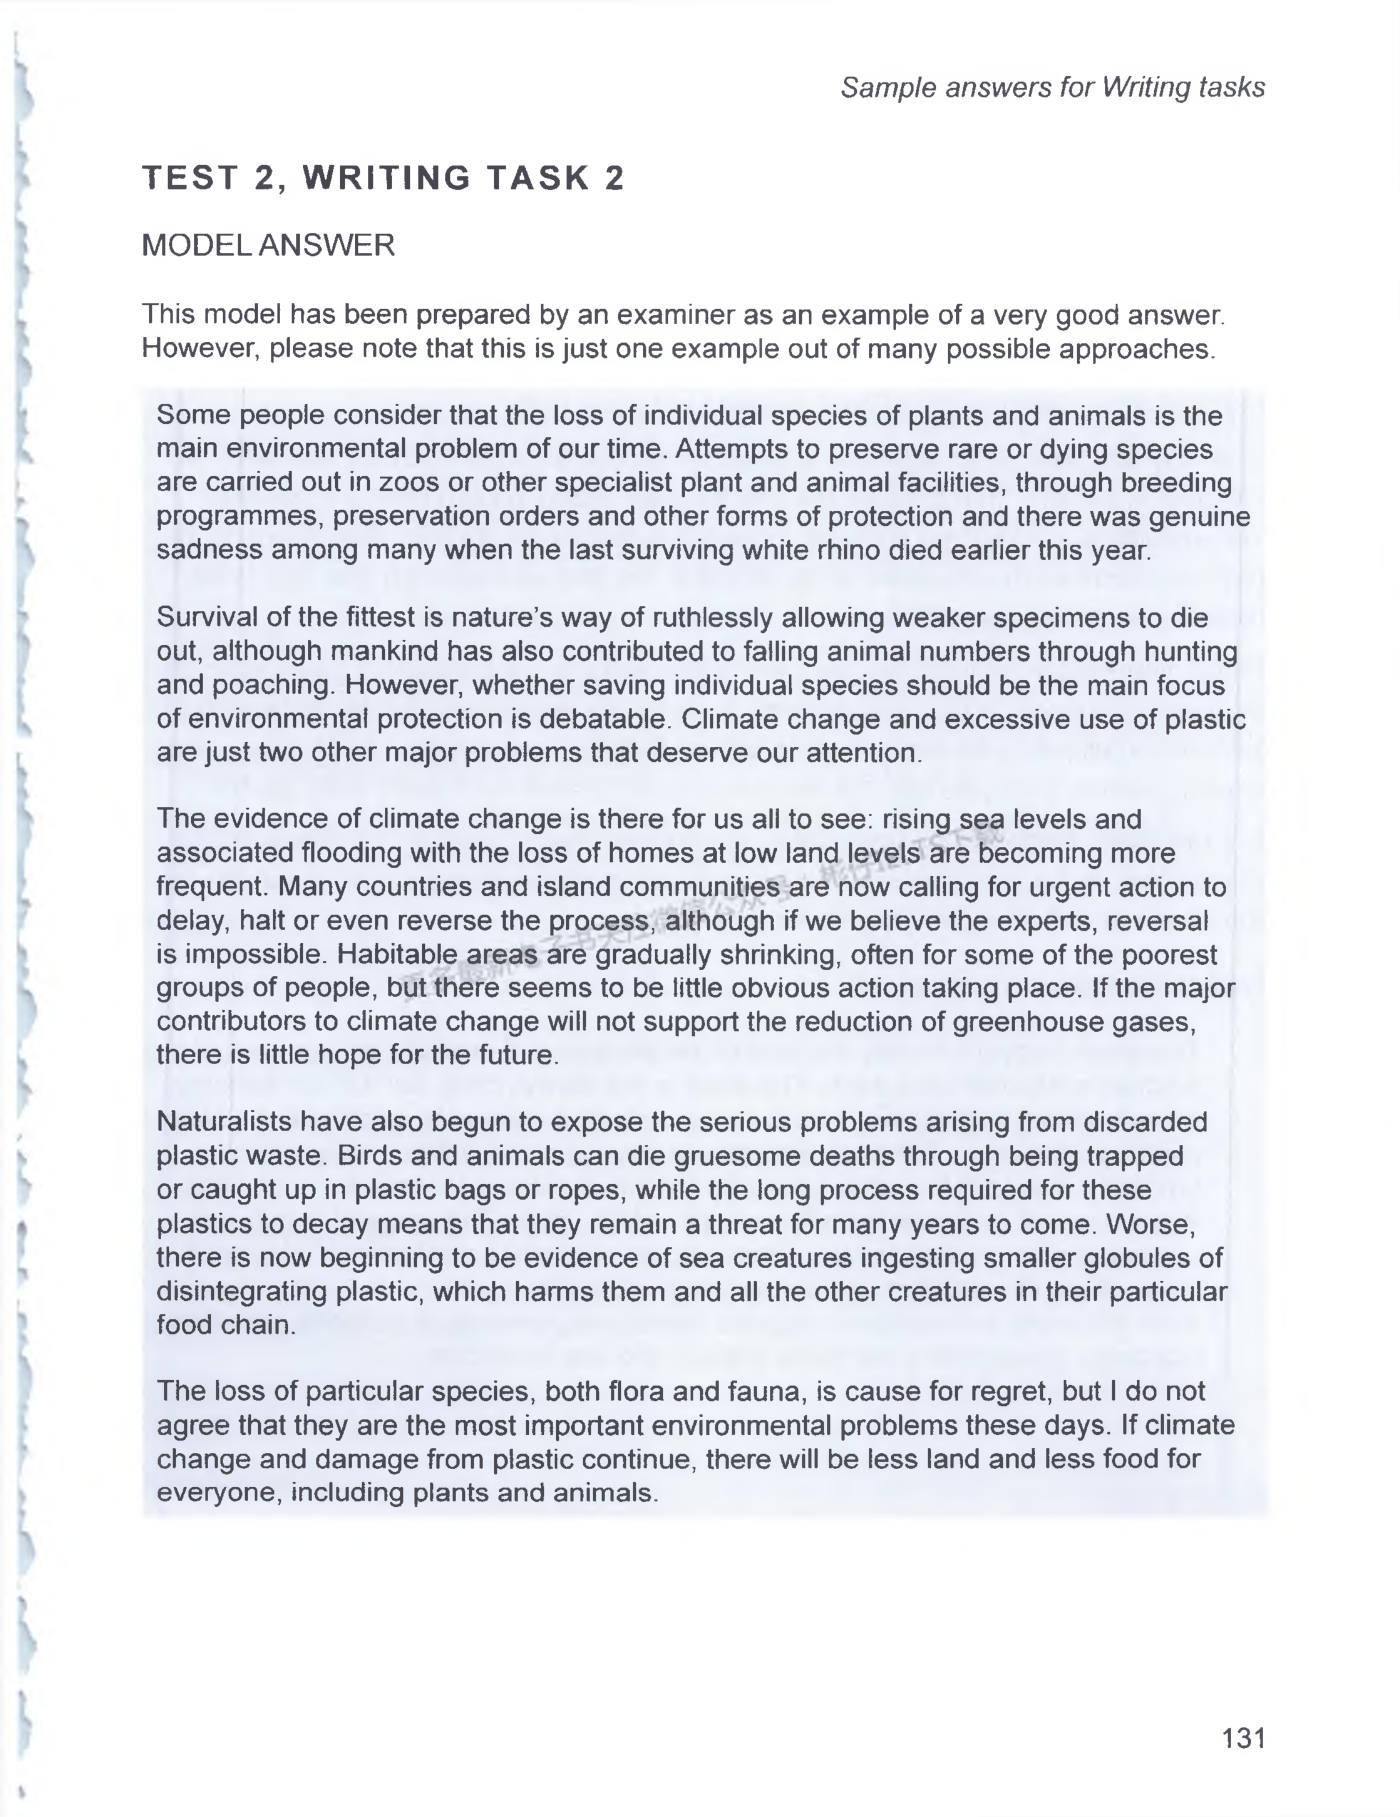 Sample answers for Writing tasks
TEST 2, WRITING TASK 2
MODEL ANSWER
This model has been prepared by an examiner as an example of a very good answer.
However, please note that this is just one example out of many possible approaches.
Some people consider that the loss of individual species of plants and animals is the
main environmental problem of our time. Attempts to preserve rare or dying species
are carried out in zoos or other specialist plant and animal facilities, through breeding
programmes, preservation orders and other forms of protection and there was genuine
sadness among many when the last surviving white rhino died earlier this year.
Survival of the fittest is nature's way of ruthlessly allowing weaker specimens to die
out, although mankind has also contributed to falling animal numbers through hunting
and poaching. However, whether saving individual species should be the main focus
of environmental protection is debatable. Climate change and excessive use of plastic
are just two other major problems that deserve our attention.
The evidence of climate change is there for us all to see: rising sea levels and
associated flooding with the loss of homes at low land levels are becoming more
frequent. Many countries and island communities are now calling for urgent action to
delay, halt or even reverse the process, although if we believe the experts, reversal
is impossible. Habitable areas are gradually shrinking, often for some of the poorest
groups of people, but there seems to be little obvious action taking place. If the major
contributors to climate change will not support the reduction of greenhouse gases,
there is little hope for the future.
Naturalists have also begun to expose the serious problems arising from discarded
plastic waste. Birds and animals can die gruesome deaths through being trapped
or caught up in plastic bags or ropes, while the long process required for these
plastics to decay means that they remain a threat for many years to come. Worse,
there is now beginning to be evidence of sea creatures ingesting smaller globules of
disintegrating plastic, which harms them and all the other creatures in their particular
food chain.
The loss of particular species, both flora and fauna, is cause for regret, but I do not
agree that they are the most important environmental problems these days. If climate
change and damage from plastic continue, there will be less land and less food for
everyone, including plants and animals.
131